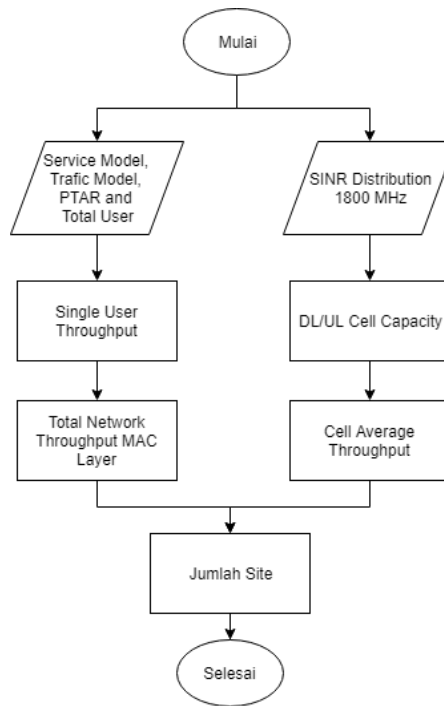 Mulai
Service Model,
Trafic Model,
PTAR and
Total User
SINR Distribution
1800 MHz
Single User
Throughput
DL/UL Cell Capacity
Total Network
Throughput MAC
Layer
Cell Average
Throughput
Jumlah Site
Selesai